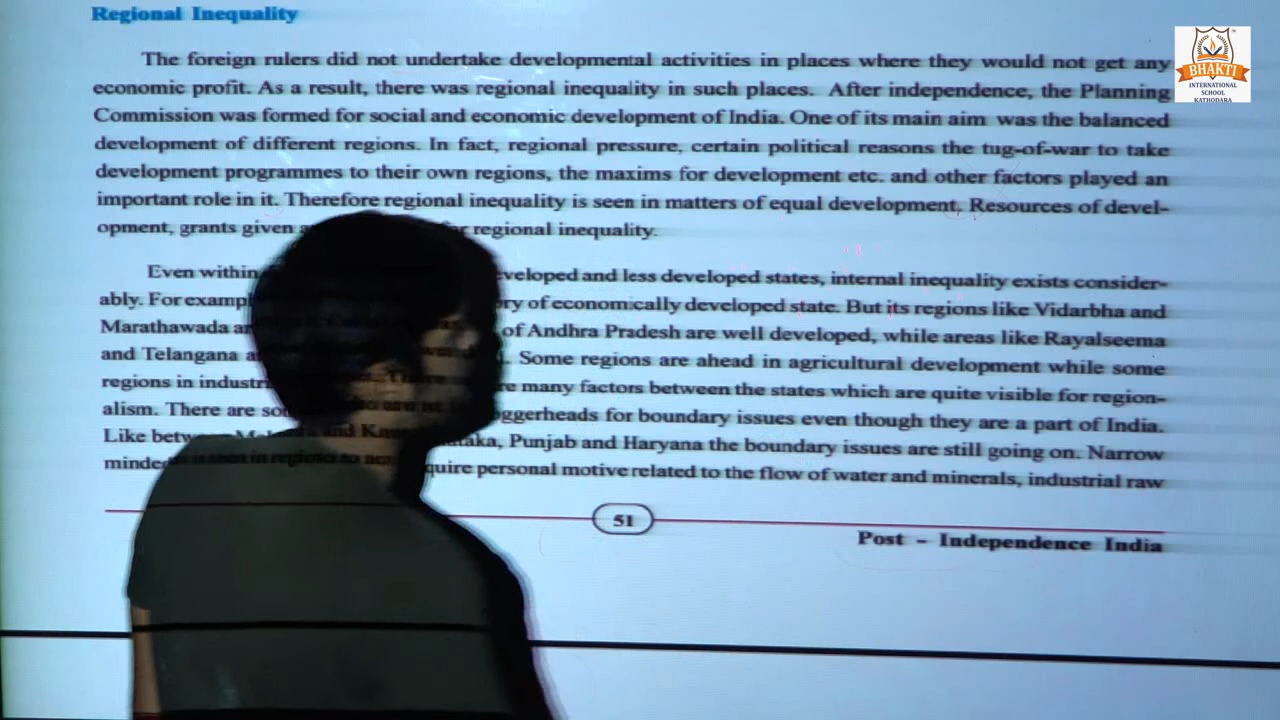 Regional Inequality
The foreign rulers did not undertake developmental activities in places where they would not get any
economic profit. As a result, there was regional inequality in such places. After independence, the Planning
Commission was formed for social and economic development of India. One of its main aim was the balanced
development of different regions. In fact, regional pressure, certain political reasons the tug-of-war to take
development programmes to their own regions, the maxims for development etc. and other factors played an
important role in it. Therefore regional inequality is seen in matters of equal development. Resources of devel-
opment, grants given regional inequality.
Even within developed and less developed states, internal inequality exists consider-
ably. For of economically developed state. But its regions like Vidarbha and
Marathawada of Andhra Pradesh are well developed, while areas like Rayalseema
and Telangana Some regions are ahead in agricultural development while some
regions in many factors between the states which are quite visible for region-
alism. There are loggerheads for boundary issues even though they are a part of India.
Like and Punjab and Haryana the boundary issues are still going on. Narrow
is seen in regions personal motive related to the flow of water and minerals, industrial raw
51
Post - Independence India
BHAKTI
INTERNATIONAL
SCHOOL
KATHODARA